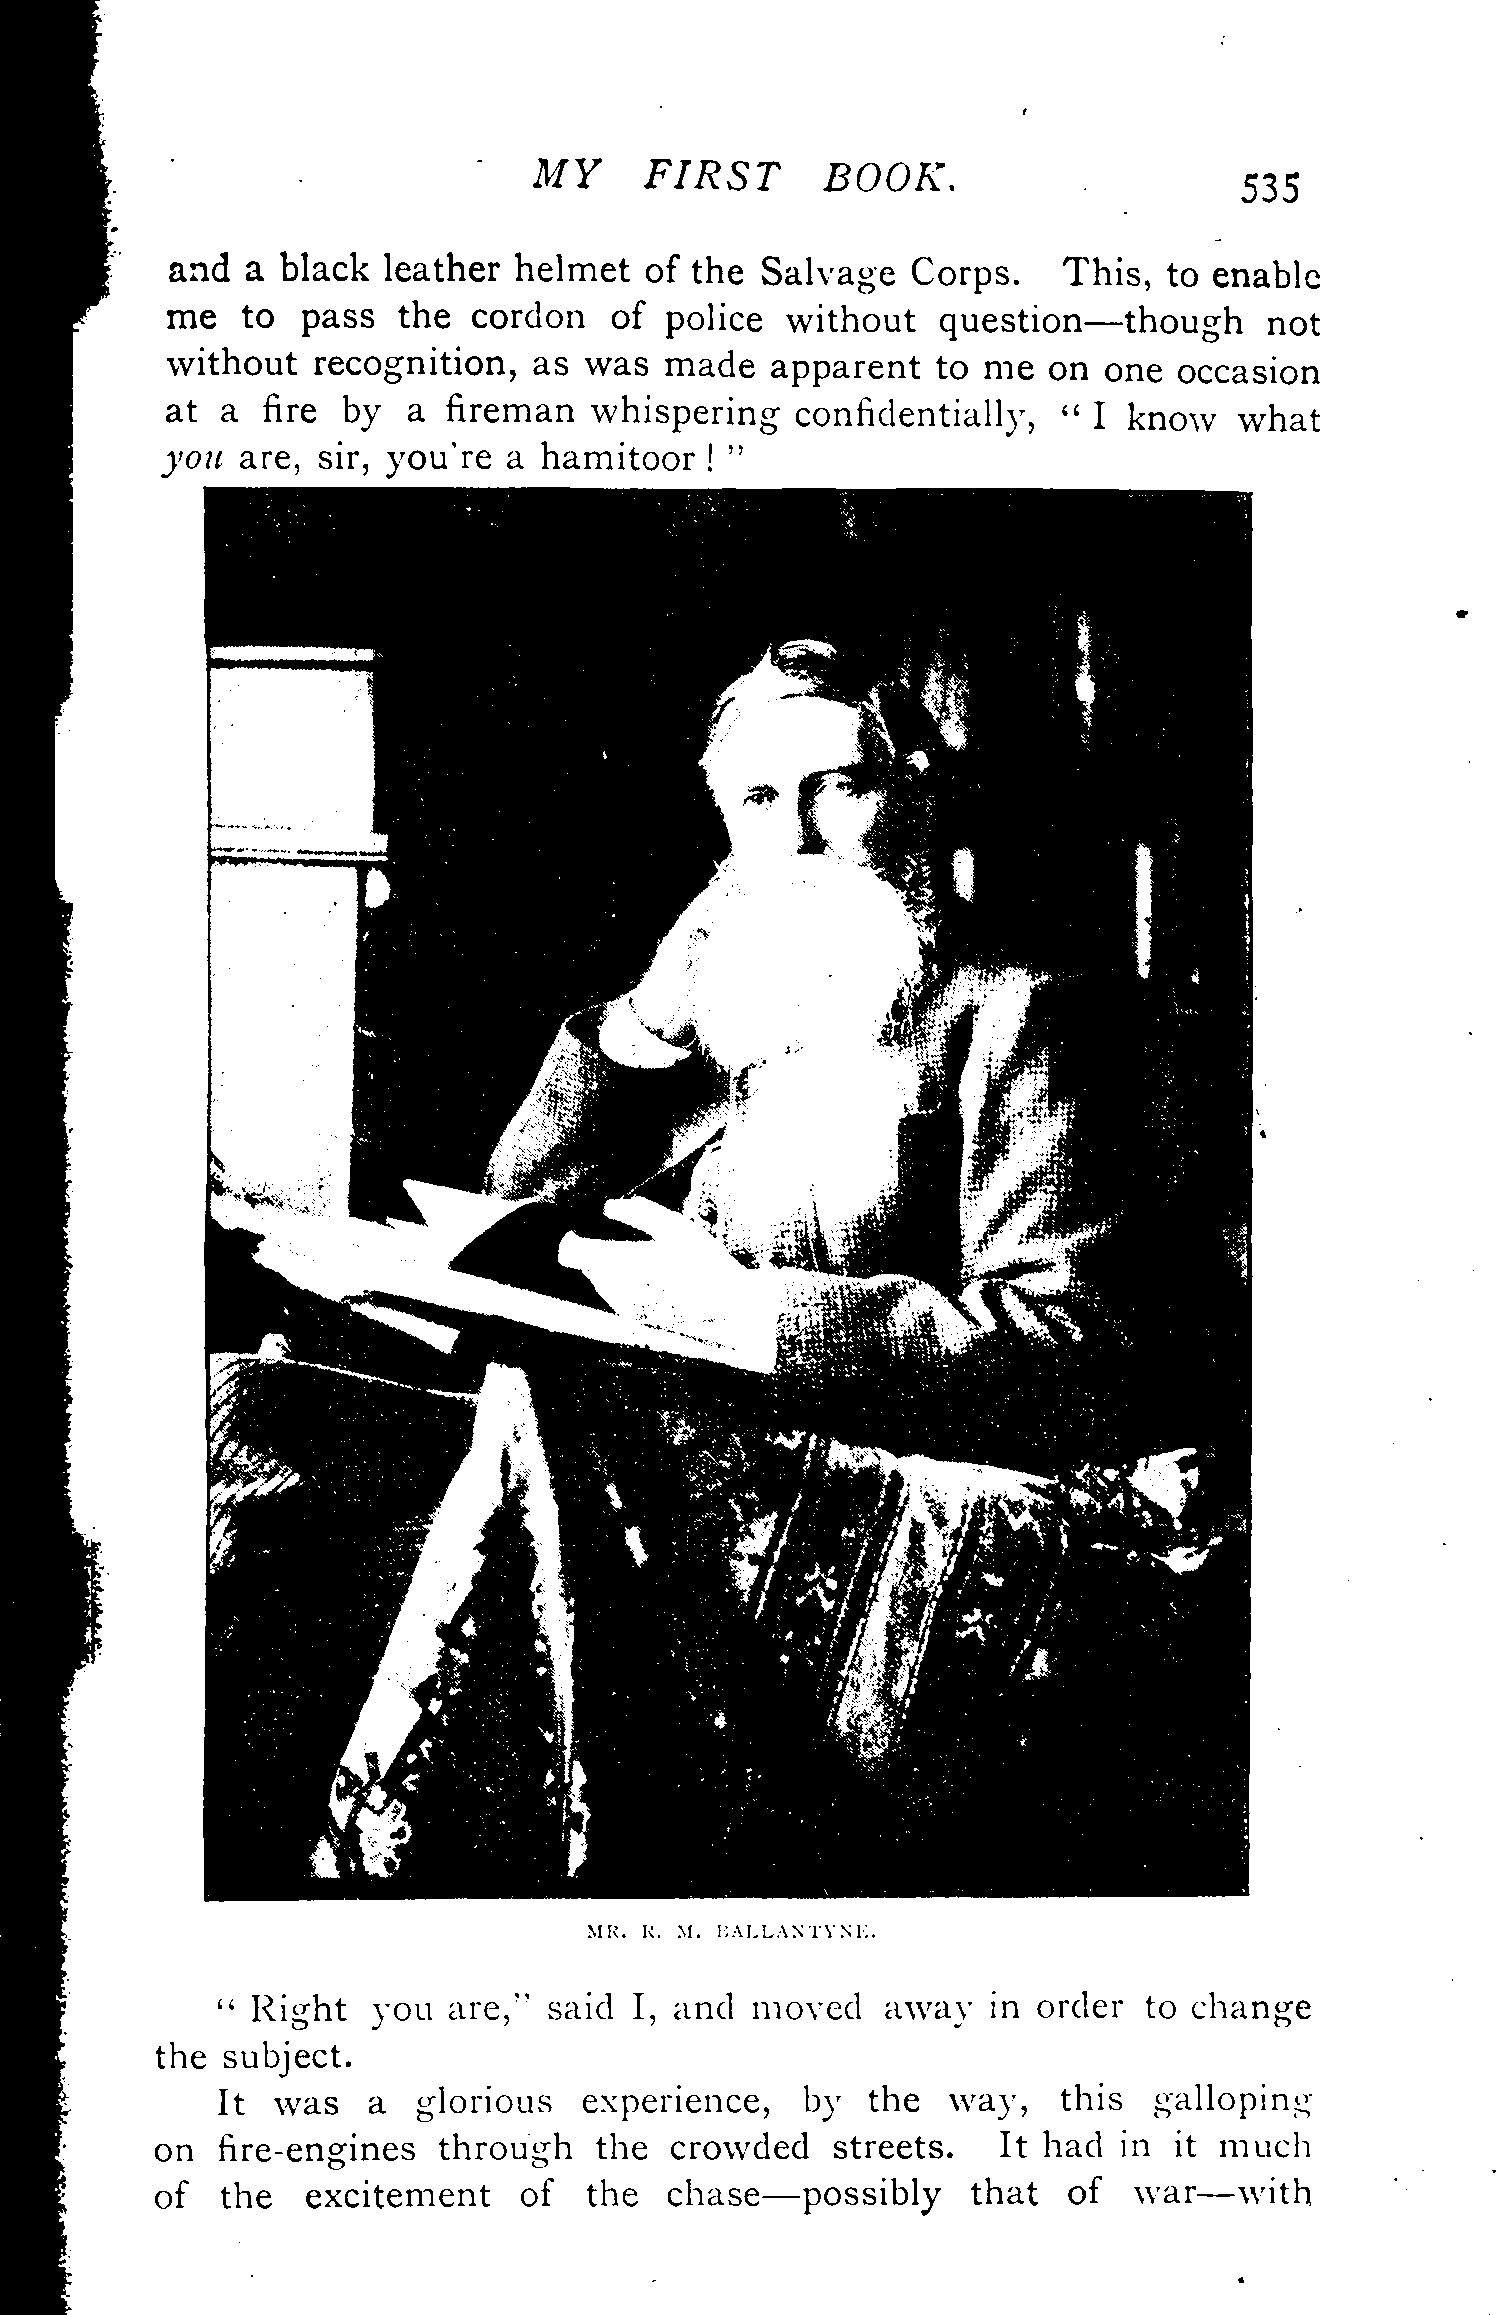 MY FIRST BOOK.
535
and a black leather helmet of the Salvage Corps. This, to enable
me to pass the cordon of police without question—though not
without recognition, as was made apparent to me on one occasion
at a fire by a fireman whispering confidentially, “ I know what
you are, sir, you're a hamitoor ! ”
MR. R. M. BALLANTYNE.
“ Right you are,” said I, and moved away in order to change
the subject.
It was a glorious experience, by the way, this galloping
on fire-engines through the crowded streets. It had in it much
of the excitement of the chase—possibly that of war—with